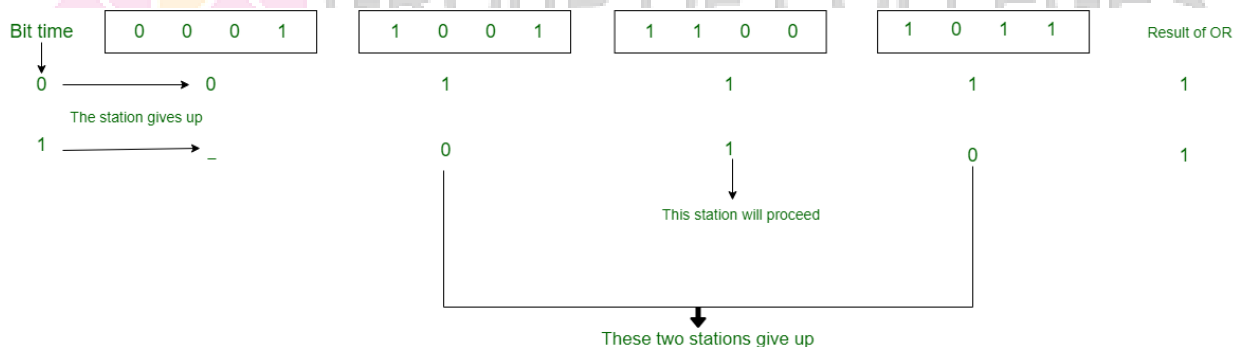 Bit time 0 0 0 1 1 0 0 1 1 1 0 0 1 0 1 1 Result of OR
0 0 1 1 1 1
The station gives up
1 _ 0 1 0 1
This station will proceed
These two stations give up